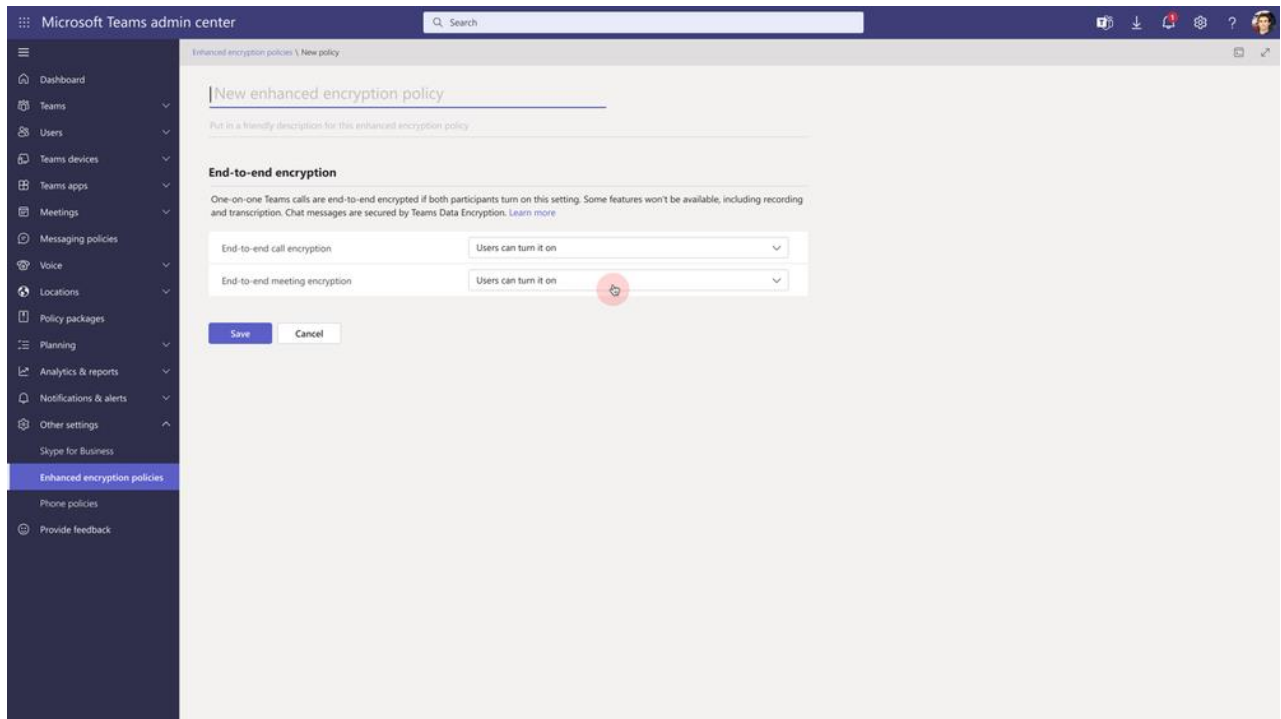 Microsoft Teams admin center
Search
?
Dashboard
Teams
Users
Teams devices
Teams apps
Meetings
Messaging policies
Voice
Locations
Policy packages
Planning
Analytics & reports
Notifications & alerts
Other settings
Skype for Business
Enhanced encryption policies
Phone policies
Provide feedback
Enhanced encryption policies \ New policy
New enhanced encryption policy
Put in a friendly description for this enhanced encryption policy
End-to-end encryption
One-on-one Teams calls are end-to-end encrypted if both participants turn on this setting. Some features won't be available, including recording
and transcription. Chat messages are secured by Teams Data Encryption. Learn more
End-to-end call encryption Users can turn it on
End-to-end meeting encryption Users can turn it on
Save Cancel